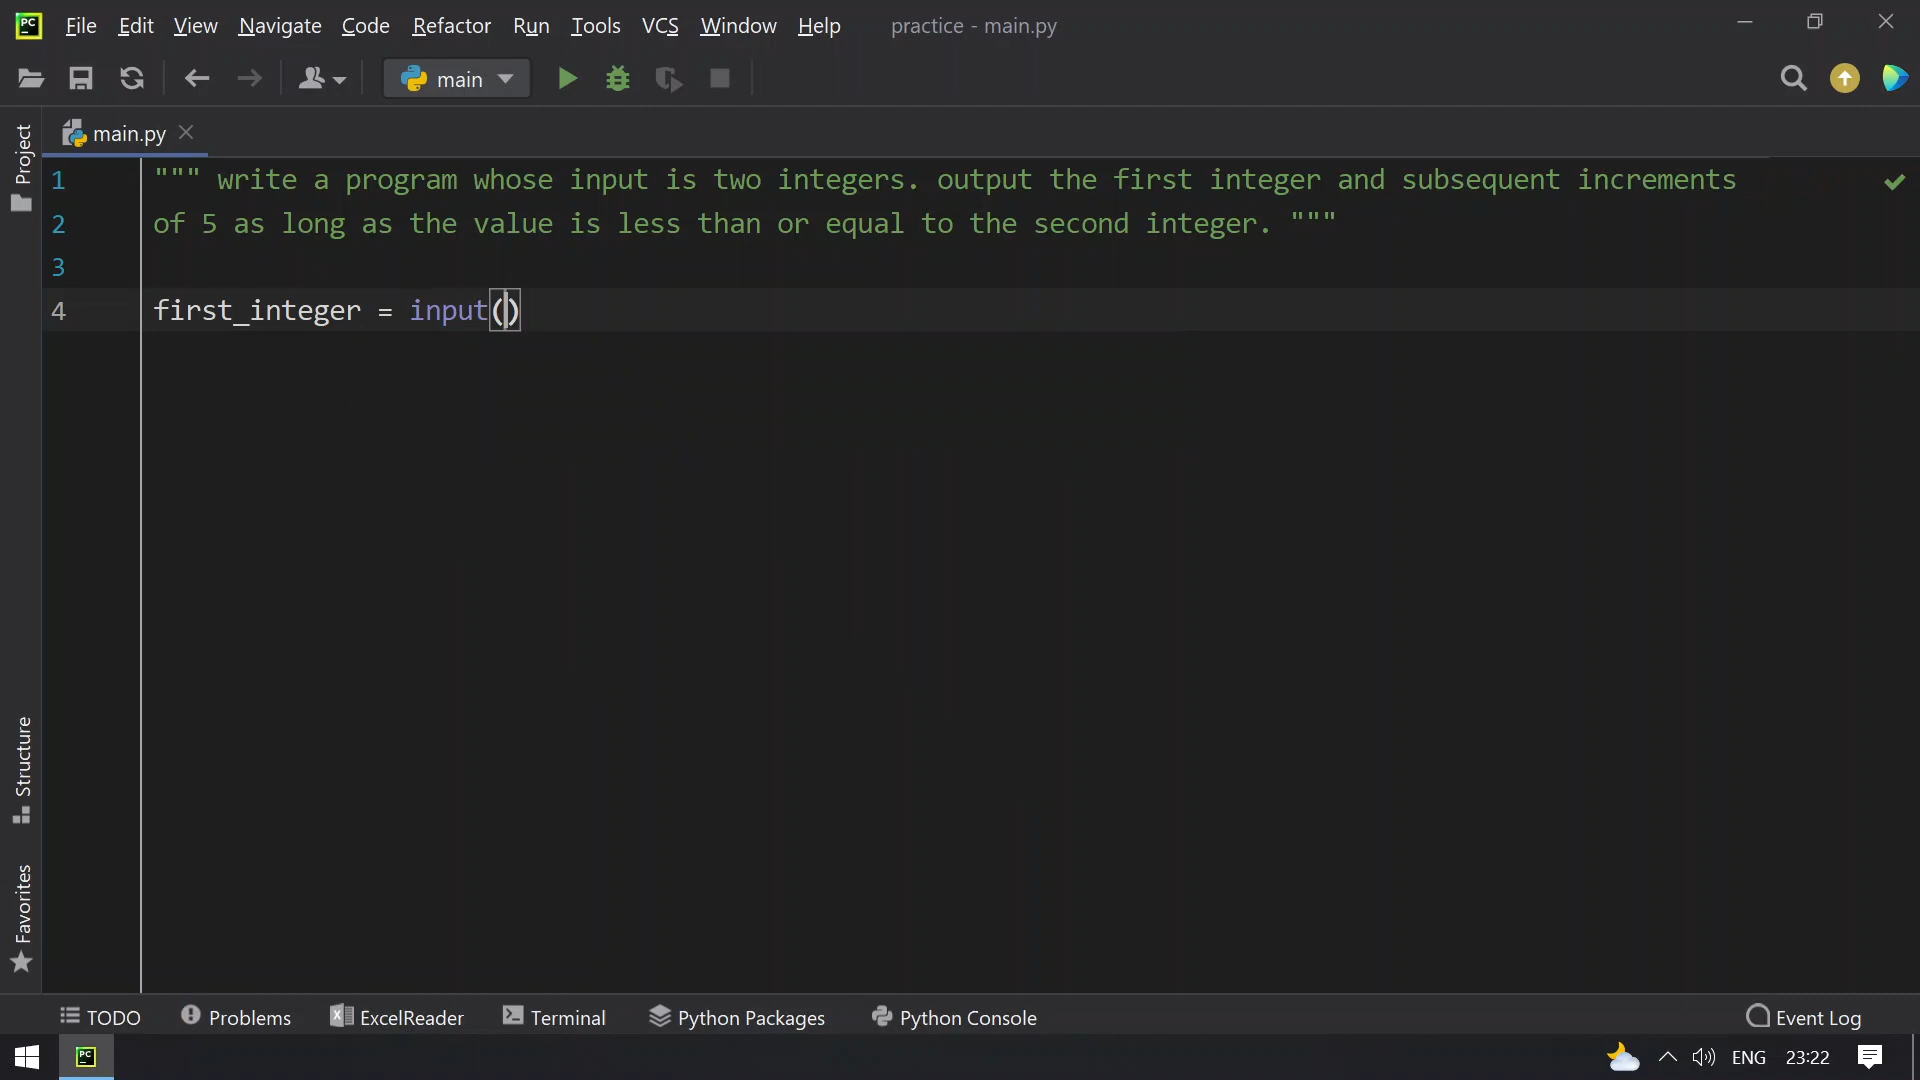 PC File Edit View Navigate Code Refactor Run Tools VCS Window Help practice - main.py
main
main.py
Project
1 """ write a program whose input is two integers. output the first integer and subsequent increments
2 of 5 as long as the value is less than or equal to the second integer. """
3
4 first_integer = input()
Structure
Favorites
TODO Problems ExcelReader Terminal Python Packages Python Console Event Log
PC ENG 23:22